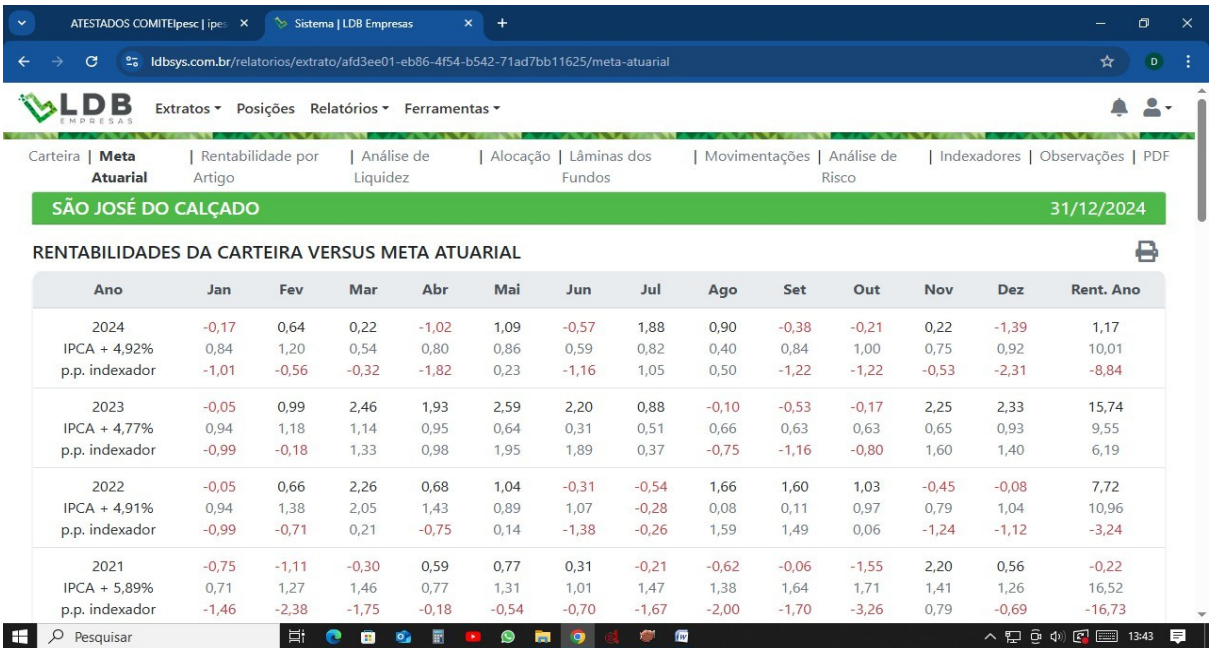 ATESTADOS COMITEIpesc | ipes
Sistema | LDB Empresas
ldbsys.com.br/relatorios/extrato/afd3ee01-eb86-4f54-b542-71ad7bb11625/meta-atuarial
D
LDB EMPRESAS
Extratos Posições Relatórios Ferramentas
Carteira | Meta Atuarial | Rentabilidade por Artigo | Análise de Liquidez | Alocação | Lâminas dos Fundos | Movimentações | Análise de Risco | Indexadores | Observações | PDF
SÃO JOSÉ DO CALÇADO 31/12/2024
RENTABILIDADES DA CARTEIRA VERSUS META ATUARIAL
Ano Jan Fev Mar Abr Mai Jun Jul Ago Set Out Nov Dez Rent. Ano
2024 -0,17 0,64 0,22 -1,02 1,09 -0,57 1,88 0,90 -0,38 -0,21 0,22 -1,39 1,17
IPCA + 4,92% 0,84 1,20 0,54 0,80 0,86 0,59 0,82 0,40 0,84 1,00 0,75 0,92 10,01
p.p. indexador -1,01 -0,56 -0,32 -1,82 0,23 -1,16 1,05 0,50 -1,22 -1,22 -0,53 -2,31 -8,84
2023 -0,05 0,99 2,46 1,93 2,59 2,20 0,88 -0,10 -0,53 -0,17 2,25 2,33 15,74
IPCA + 4,77% 0,94 1,18 1,14 0,95 0,64 0,31 0,51 0,66 0,63 0,63 0,65 0,93 9,55
p.p. indexador -0,99 -0,18 1,33 0,98 1,95 1,89 0,37 -0,75 -1,16 -0,80 1,60 1,40 6,19
2022 -0,05 0,66 2,26 0,68 1,04 -0,31 -0,54 1,66 1,60 1,03 -0,45 -0,08 7,72
IPCA + 4,91% 0,94 1,38 2,05 1,43 0,89 1,07 -0,28 0,08 0,11 0,97 0,79 1,04 10,96
p.p. indexador -0,99 -0,71 0,21 -0,75 0,14 -1,38 -0,26 1,59 1,49 0,06 -1,24 -1,12 -3,24
2021 -0,75 -1,11 -0,30 0,59 0,77 0,31 -0,21 -0,62 -0,06 -1,55 2,20 0,56 -0,22
IPCA + 5,89% 0,71 1,27 1,46 0,77 1,31 1,01 1,47 1,38 1,64 1,71 1,41 1,26 16,52
p.p. indexador -1,46 -2,38 -1,75 -0,18 -0,54 -0,70 -1,67 -2,00 -1,70 -3,26 0,79 -0,69 -16,73
Pesquisar
13:43